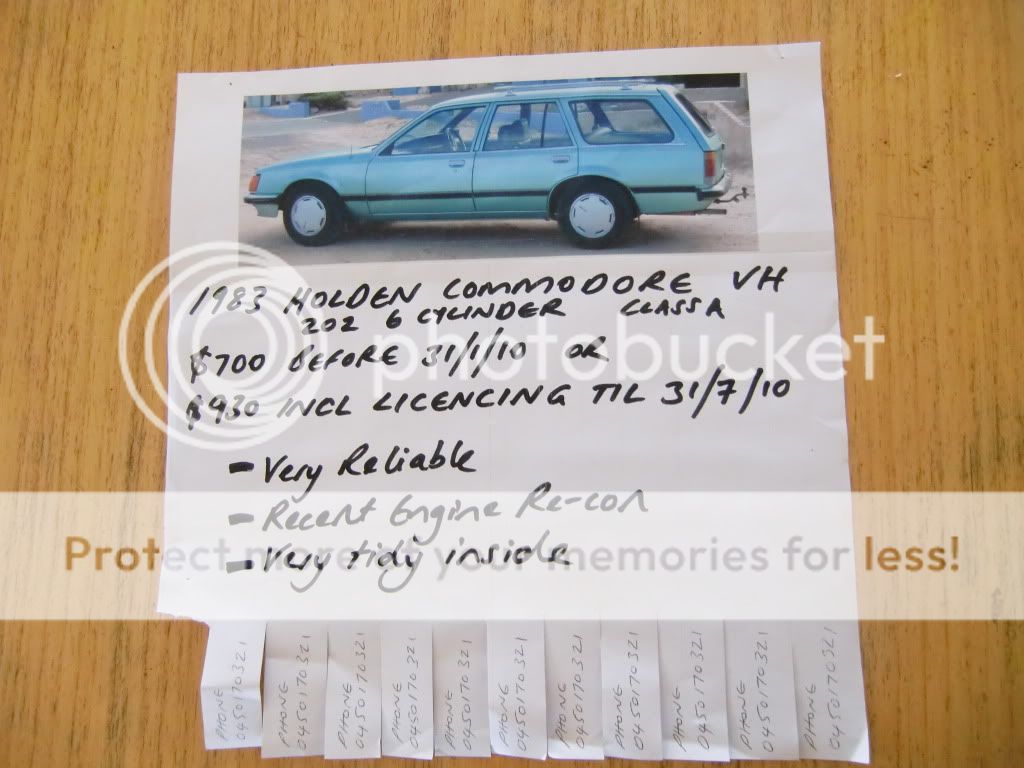 1983 HOLDEN COMMODORE VH
202 6 CYLINDER CLASS A
$700 BEFORE 31/1/10 OR
photobucket
$930 INCL LICENCING TIL 31/7/10
- Very Reliable
- Recent Engine Re-con
- Very tidy inside
Protect more of your memories for less!
PHONE
0450170321
PHONE
0450170321
PHONE
0450170321
PHONE
0450170321
PHONE
0450170321
PHONE
0450170321
PHONE
0450170321
PHONE
0450170321
PHONE
0450170321
PHONE
0450170321
PHONE
0450170321